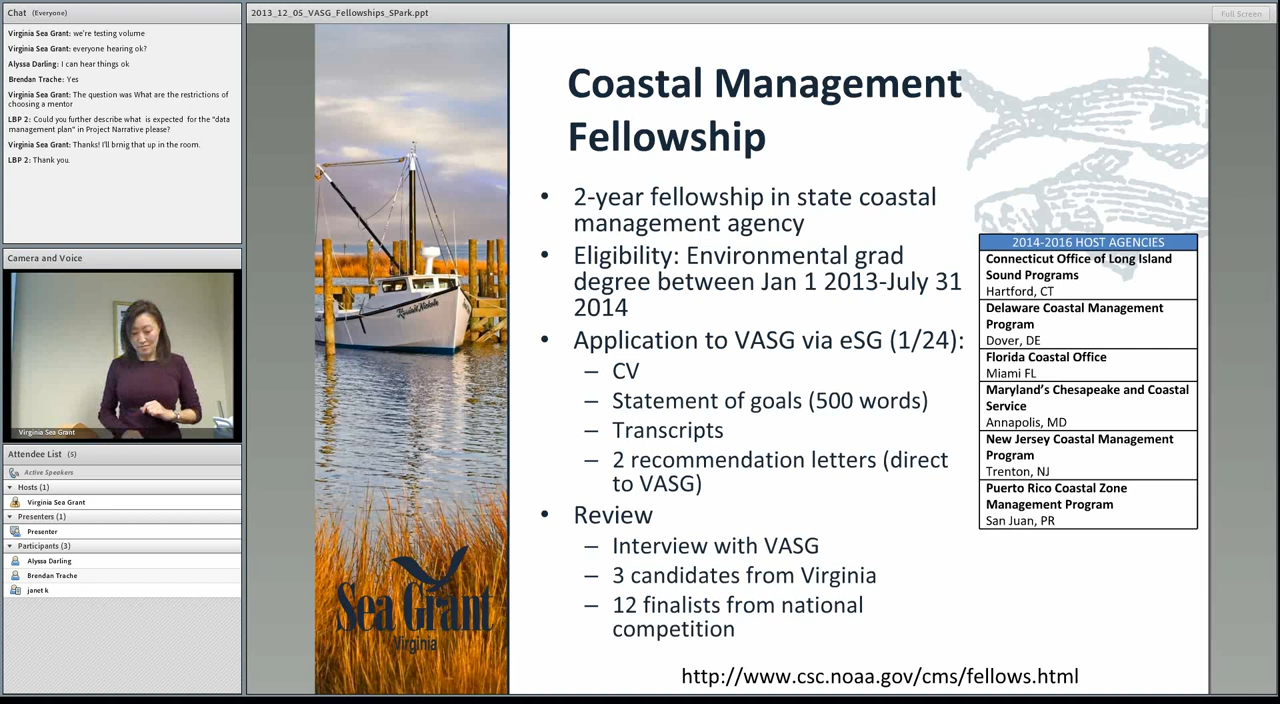 Chat (Everyone)
Virginia Sea Grant: we're testing volume
Virginia Sea Grant: everyone hearing ok?
Alyssa Darling: I can hear things ok
Brendan Trache: Yes
Virginia Sea Grant: The question was What are the restrictions of
choosing a mentor
LBP 2: Could you further describe what is expected for the "data
management plan" in Project Narrative please?
Virginia Sea Grant: Thanks! I'll brnig that up in the room.
LBP 2: Thank you.
Camera and Voice
Virginia Sea Grant
Attendee List (5)
Active Speakers
Hosts (1)
Virginia Sea Grant
Presenters (1)
Presenter
Participants (3)
Alyssa Darling
Brendan Trache
janet k
2013_12_05_VASG_Fellowships_SPark.ppt
Full Screen
Sea Grant
Virginia
Coastal Management
Fellowship
• 2-year fellowship in state coastal
management agency
• Eligibility: Environmental grad
degree between Jan 1 2013-July 31
2014
• Application to VASG via eSG (1/24):
– CV
– Statement of goals (500 words)
– Transcripts
– 2 recommendation letters (direct
to VASG)
• Review
– Interview with VASG
– 3 candidates from Virginia
– 12 finalists from national
competition
2014-2016 HOST AGENCIES
Connecticut Office of Long Island
Sound Programs
Hartford, CT
Delaware Coastal Management
Program
Dover, DE
Florida Coastal Office
Miami FL
Maryland's Chesapeake and Coastal
Service
Annapolis, MD
New Jersey Coastal Management
Program
Trenton, NJ
Puerto Rico Coastal Zone
Management Program
San Juan, PR
http://www.csc.noaa.gov/cms/fellows.html